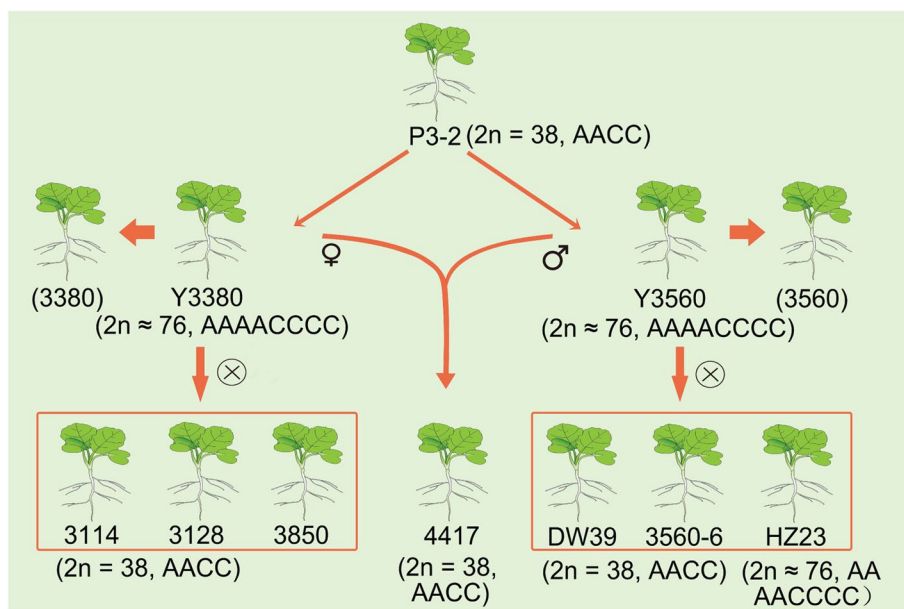 P3-2 (2n = 38, AACC)
♀
♂
(3380)
Y3380
(2n ≈ 76, AAAACCCC)
Y3560
(3560)
(2n ≈ 76, AAAACCCC)
3114 3128 3850
(2n = 38, AACC)
4417
(2n = 38,
AACC)
DW39 3560-6 HZ23
(2n = 38, AACC)
(2n ≈ 76, AA
AACCCC）